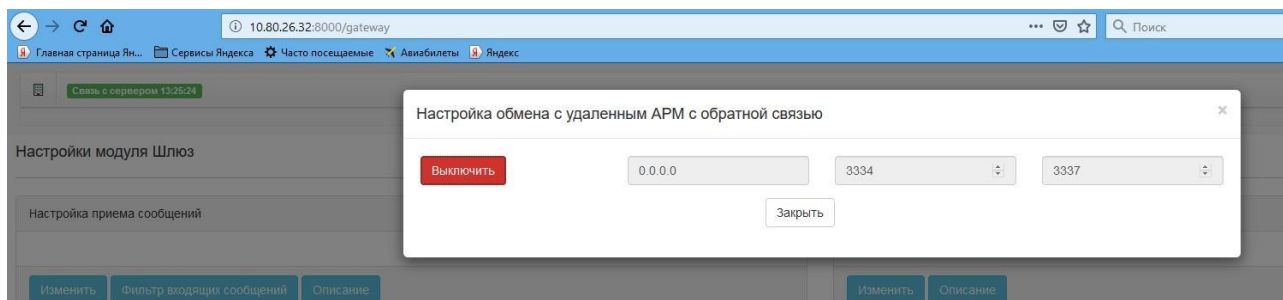 10.80.26.32:8000/gateway
Поиск
Главная страница Ян... Сервисы Яндекса Часто посещаемые Авиабилеты Яндекс
Связь с сервером 13:25:24
Настройка обмена с удаленным АРМ с обратной связью
Настройки модуля Шлюз
Выключить 0.0.0.0 3334 3337
Настройка приема сообщений
Закрыть
Изменить Фильтр входящих сообщений Описание Изменить Описание